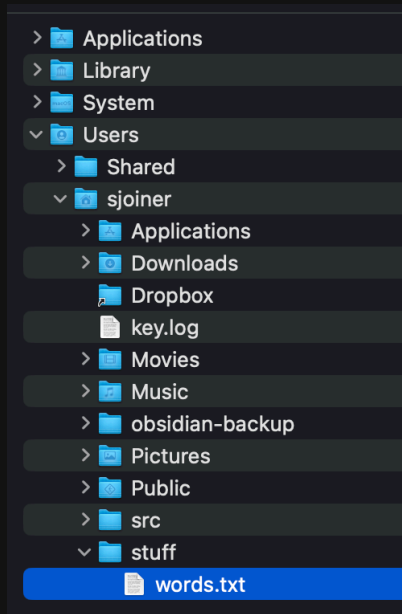 Applications
Library
System
Users
Shared
sjoiner
Applications
Downloads
Dropbox
key.log
Movies
Music
obsidian-backup
Pictures
Public
src
stuff
words.txt